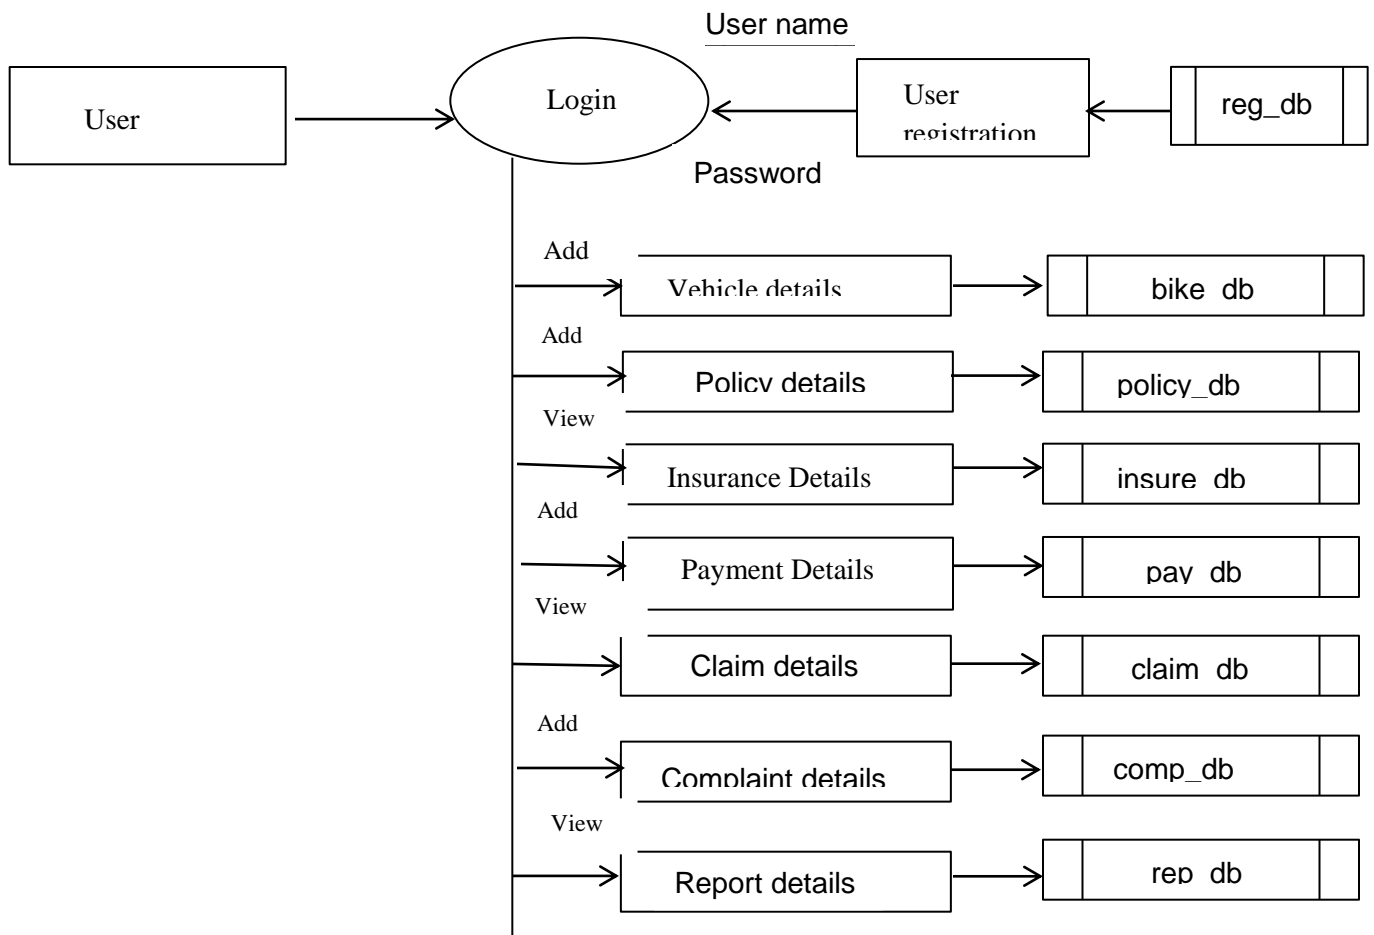 User name
User
Login
User
registration
reg_db
Password
Add
Vehicle details
bike_db
Add
Policy details
policy_db
View
Insurance Details
insure_db
Add
Payment Details
pay_db
View
Claim details
claim_db
Add
Complaint details
comp_db
View
Report details
rep_db